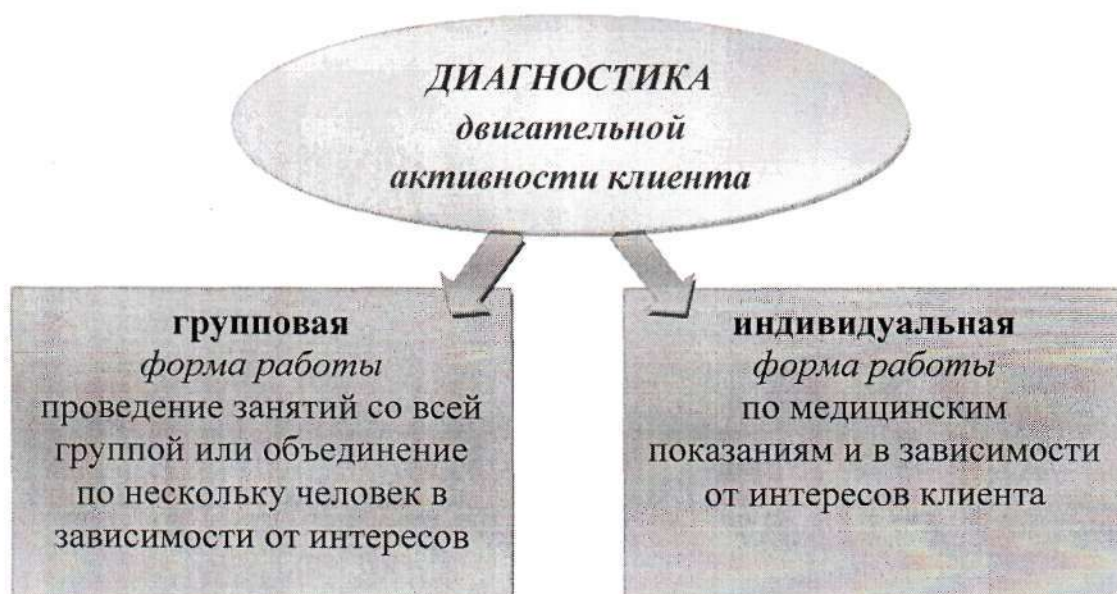 ДИАГНОСТИКА
двигательной
активности клиента
групповая
форма работы
проведение занятий со всей
группой или объединение
по нескольку человек в
зависимости от интересов
индивидуальная
форма работы
по медицинским
показаниям и в зависимости
от интересов клиента